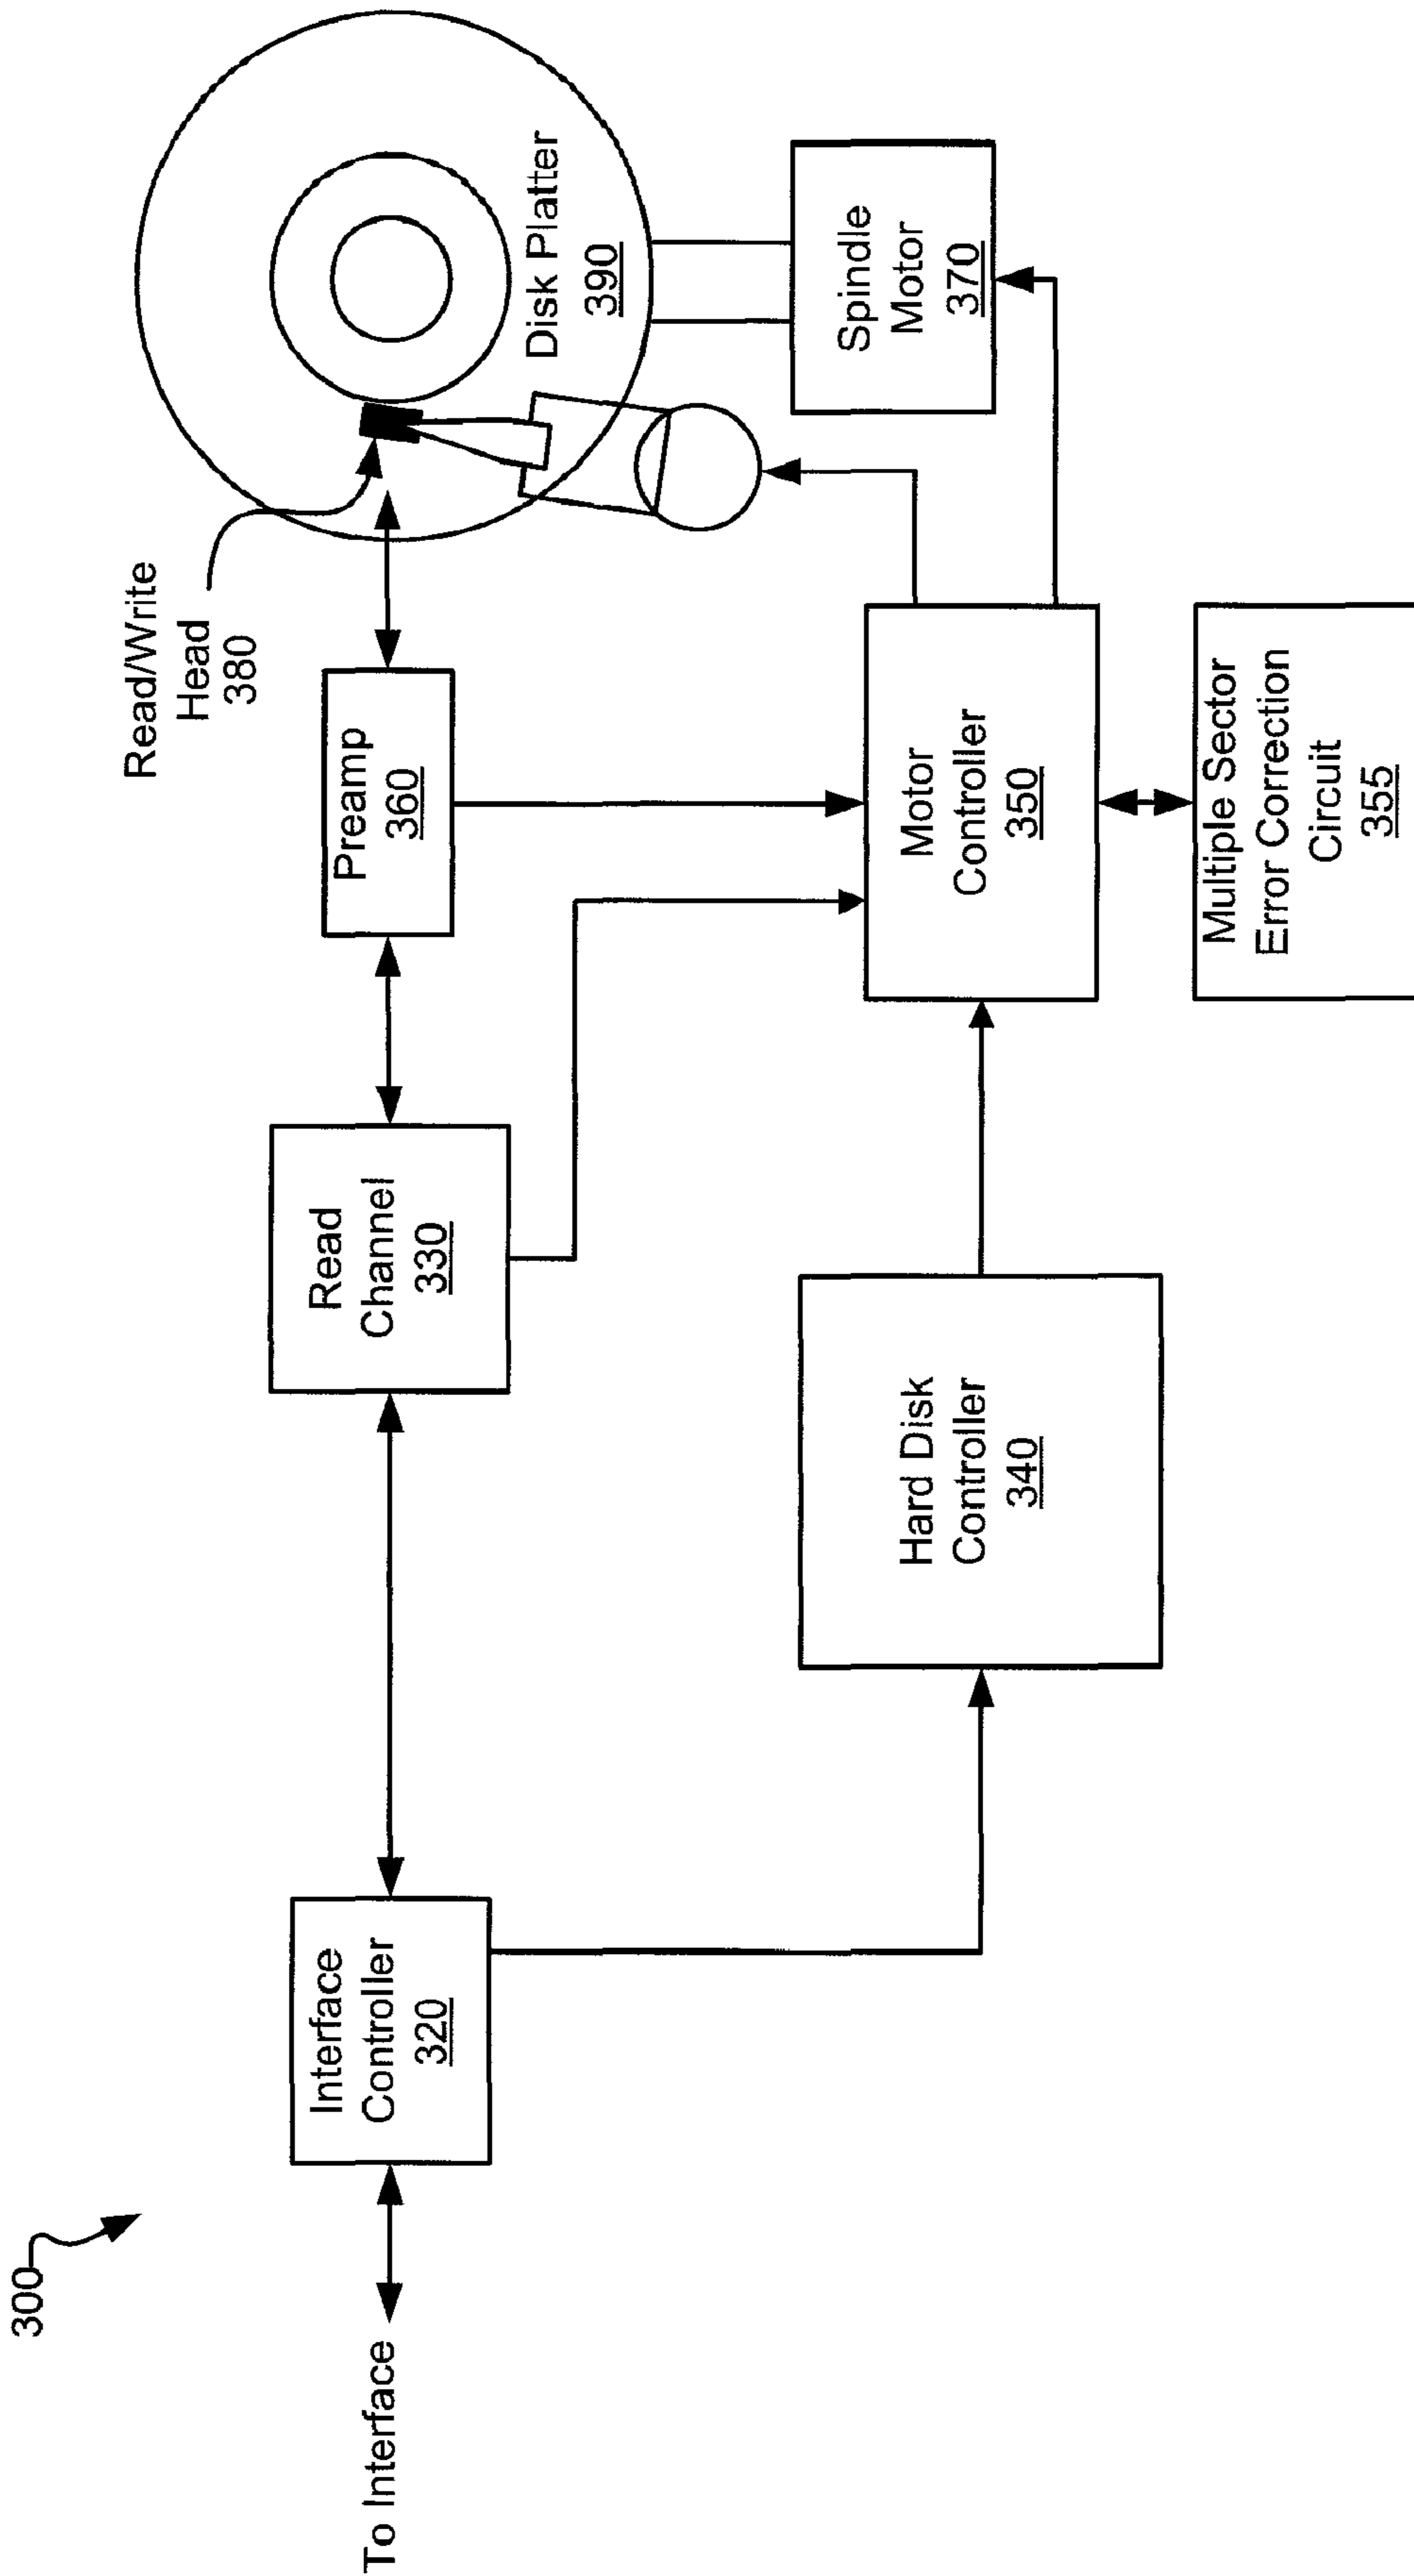 300
To Interface
Interface
Controller
320
Read
Channel
330
Preamp
360
Read/Write
Head
380
Disk Platter
390
Hard Disk
Controller
340
Motor
Controller
350
Spindle
Motor
370
Multiple Sector
Error Correction
Circuit
355